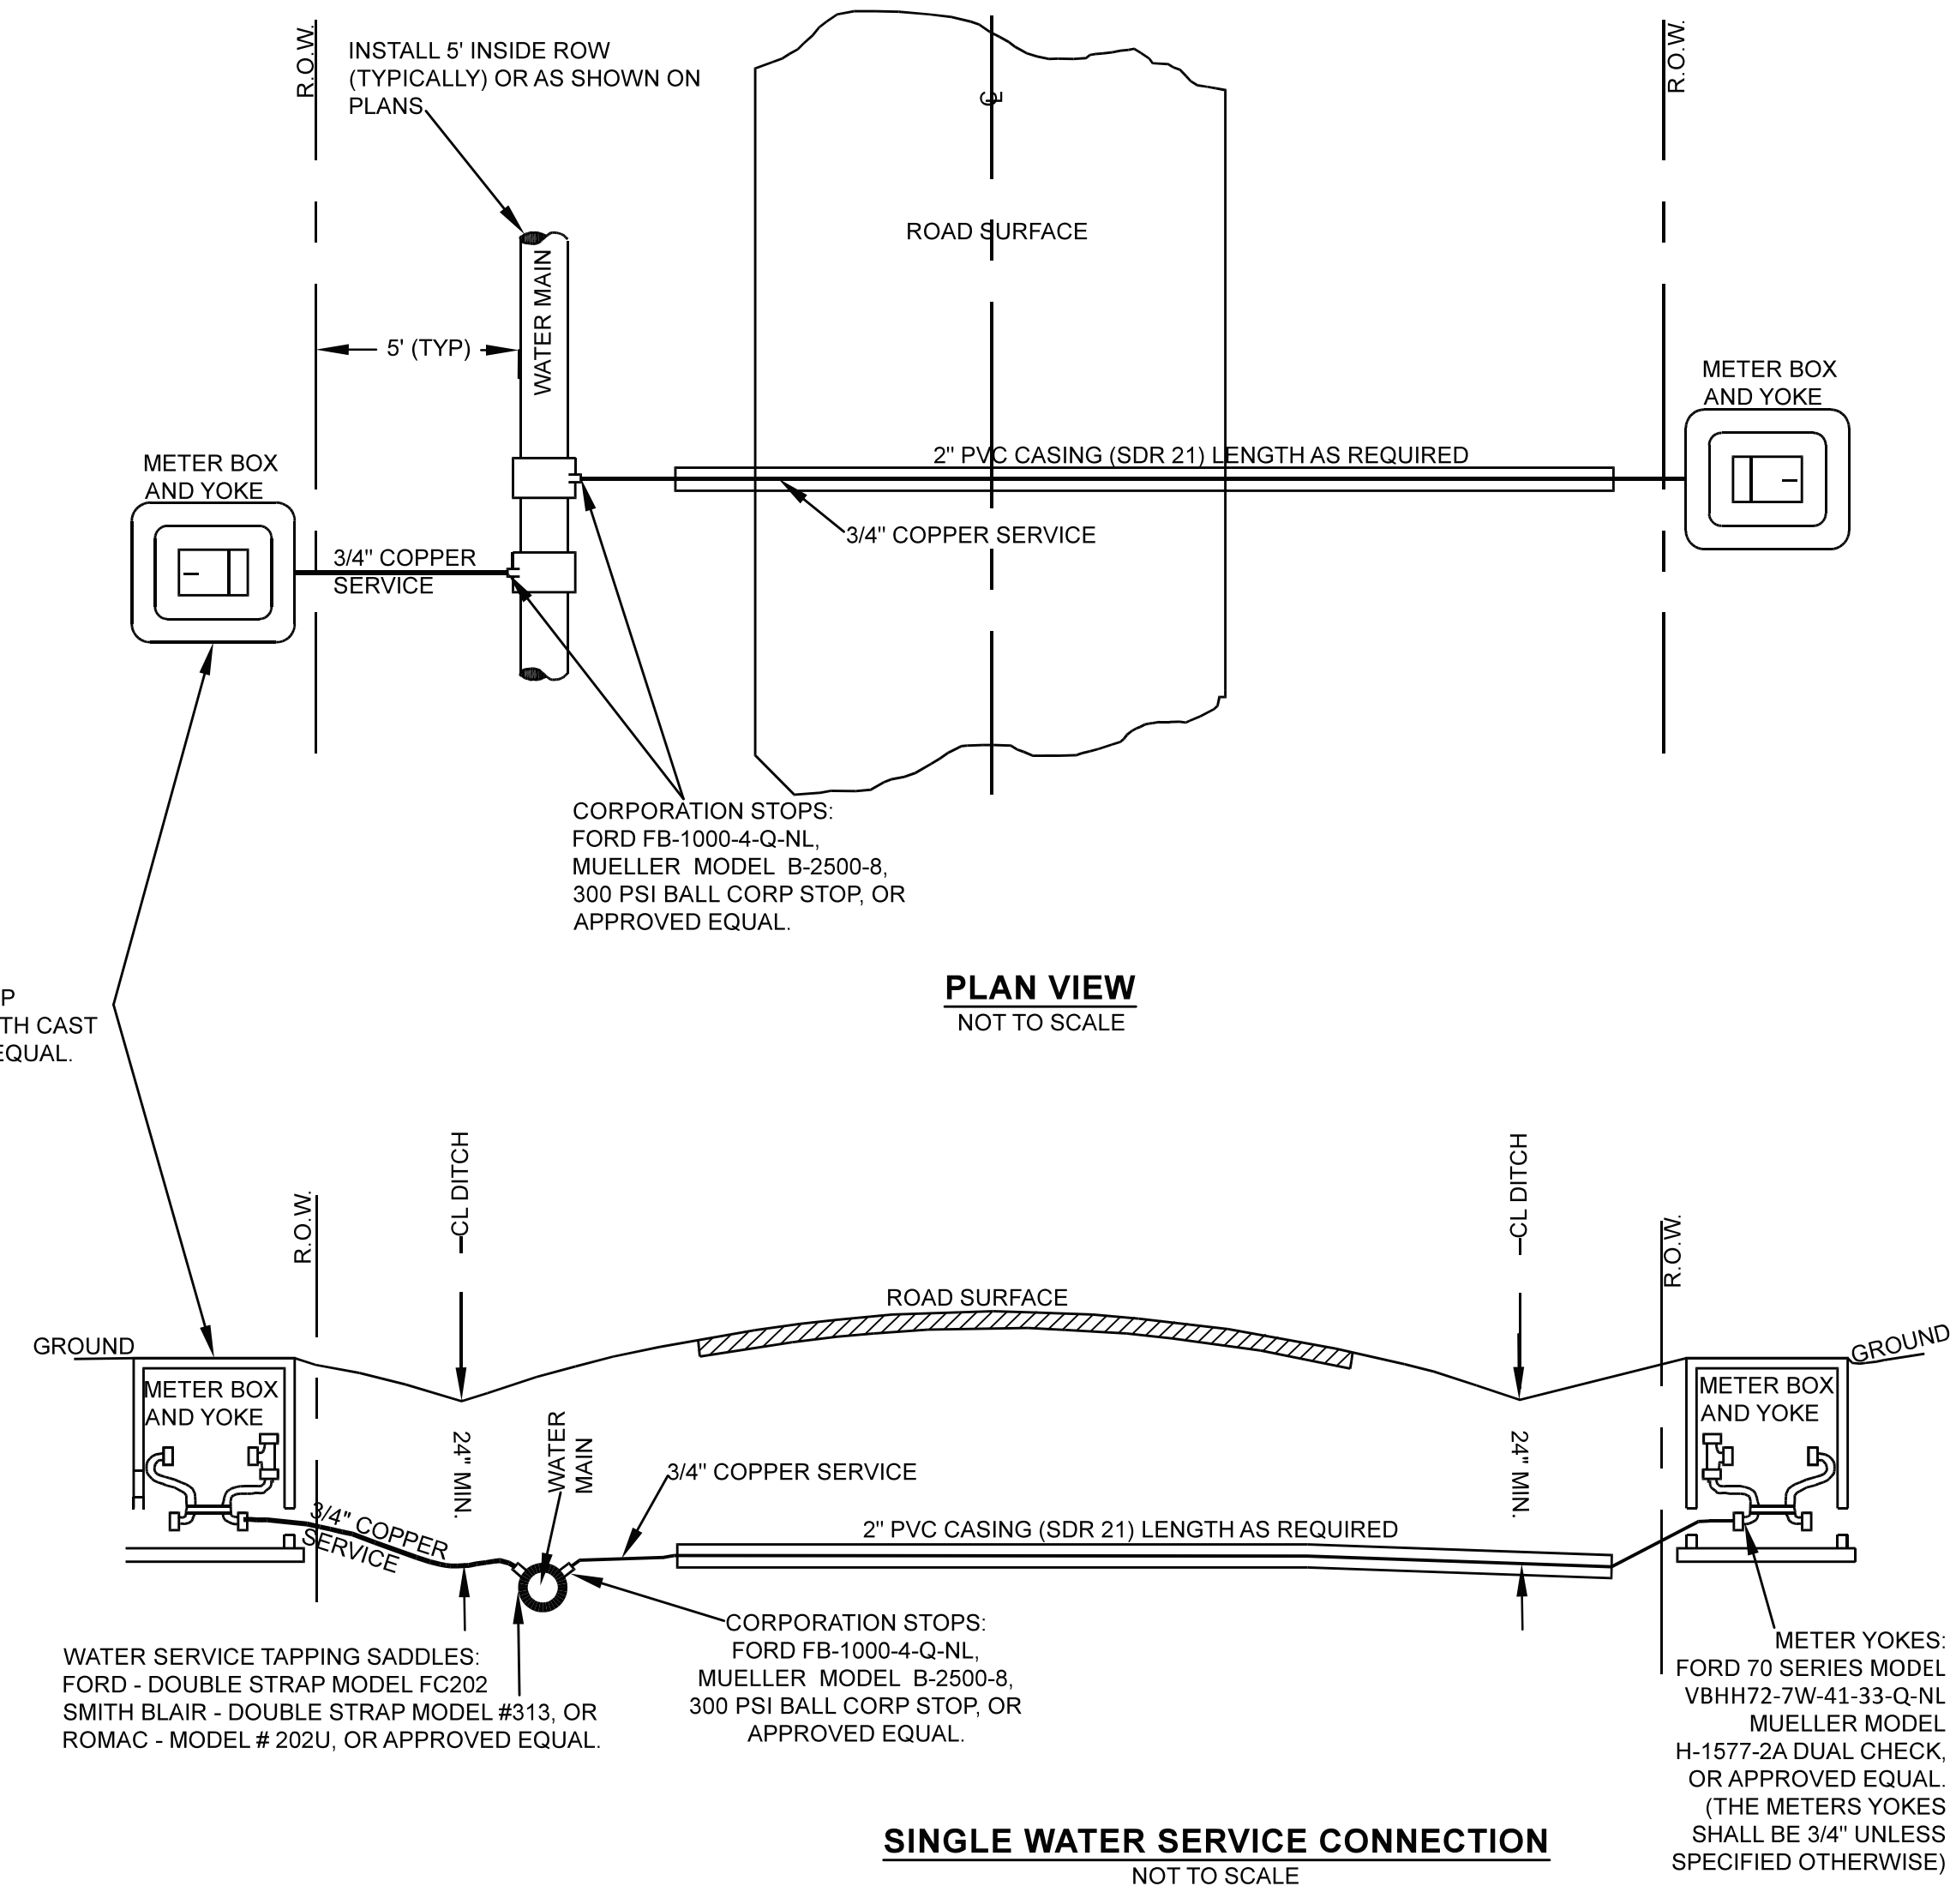 R.O.W.
INSTALL 5' INSIDE ROW
(TYPICALLY) OR AS SHOWN ON
PLANS
R.O.W.
ROAD SURFACE
WATER MAIN
5' (TYP)
METER BOX
AND YOKE
2" PVC CASING (SDR 21) LENGTH AS REQUIRED
METER BOX
AND YOKE
3/4" COPPER SERVICE
3/4" COPPER
SERVICE
CORPORATION STOPS:
FORD FB-1000-4-Q-NL,
MUELLER MODEL B-2500-8,
300 PSI BALL CORP STOP, OR
APPROVED EQUAL.
PLAN VIEW
NOT TO SCALE
P
TH CAST
EQUAL.
CL DITCH
CL DITCH
R.O.W.
R.O.W.
ROAD SURFACE
GROUND
GROUND
METER BOX
AND YOKE
METER BOX
AND YOKE
24" MIN.
WATER
MAIN
24" MIN.
3/4" COPPER SERVICE
3/4" COPPER
SERVICE
2" PVC CASING (SDR 21) LENGTH AS REQUIRED
WATER SERVICE TAPPING SADDLES:
FORD - DOUBLE STRAP MODEL FC202
SMITH BLAIR - DOUBLE STRAP MODEL #313, OR
ROMAC - MODEL # 202U, OR APPROVED EQUAL.
CORPORATION STOPS:
FORD FB-1000-4-Q-NL,
MUELLER MODEL B-2500-8,
300 PSI BALL CORP STOP, OR
APPROVED EQUAL.
METER YOKES:
FORD 70 SERIES MODEL
VBHH72-7W-41-33-Q-NL
MUELLER MODEL
H-1577-2A DUAL CHECK,
OR APPROVED EQUAL.
(THE METERS YOKES
SHALL BE 3/4" UNLESS
SPECIFIED OTHERWISE)
SINGLE WATER SERVICE CONNECTION
NOT TO SCALE